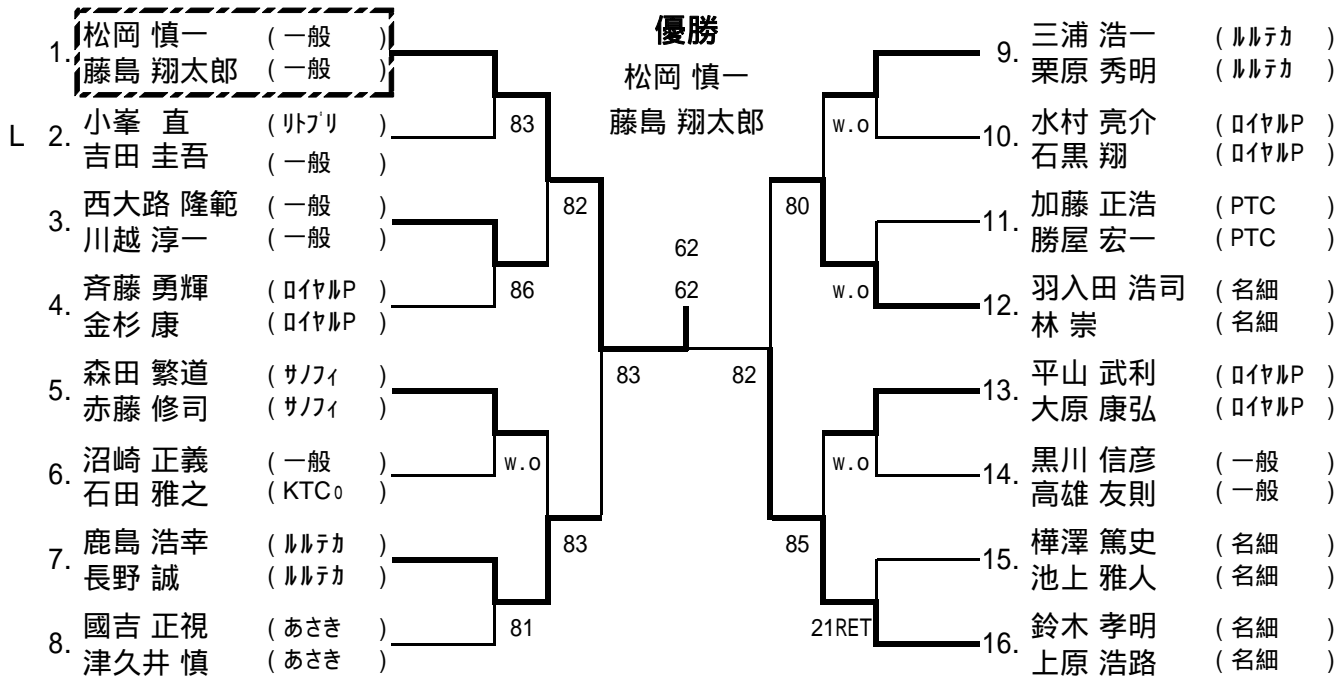 優勝
松岡 慎一
藤島 翔太郎
1. 松岡 慎一 ( 一般 )
藤島 翔太郎 ( 一般 )
83
L 2. 小峯 直 ( ﾘﾄﾌﾟﾘ )
吉田 圭吾 ( 一般 )
82
3. 西大路 隆範 ( 一般 )
川越 淳一 ( 一般 )
86
4. 斉藤 勇輝 ( ﾛｲﾔﾙP )
金杉 康 ( ﾛｲﾔﾙP )
83
5. 森田 繁道 ( ｻﾉﾌｨ )
赤藤 修司 ( ｻﾉﾌｨ )
w.o
6. 沼崎 正義 ( 一般 )
石田 雅之 ( KTC0 )
83
7. 鹿島 浩幸 ( ﾙﾙﾃｶ )
長野 誠 ( ﾙﾙﾃｶ )
81
8. 國吉 正視 ( あさき )
津久井 慎 ( あさき )
62
62
9. 三浦 浩一 ( ﾙﾙﾃｶ )
栗原 秀明 ( ﾙﾙﾃｶ )
w.o
10. 水村 亮介 ( ﾛｲﾔﾙP )
石黒 翔 ( ﾛｲﾔﾙP )
80
11. 加藤 正浩 ( PTC )
勝屋 宏一 ( PTC )
w.o
12. 羽入田 浩司 ( 名細 )
林 崇 ( 名細 )
82
13. 平山 武利 ( ﾛｲﾔﾙP )
大原 康弘 ( ﾛｲﾔﾙP )
w.o
14. 黒川 信彦 ( 一般 )
高雄 友則 ( 一般 )
85
15. 樺澤 篤史 ( 名細 )
池上 雅人 ( 名細 )
21RET
16. 鈴木 孝明 ( 名細 )
上原 浩路 ( 名細 )